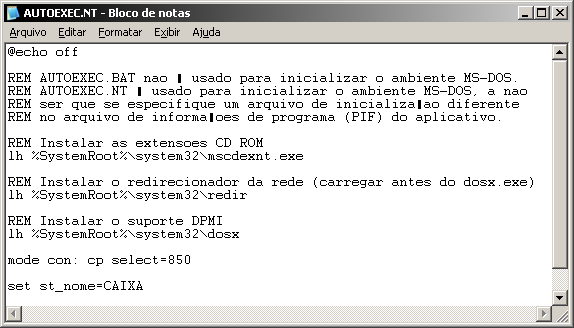 AUTOEXEC.NT - Bloco de notas
Arquivo Editar Formatar Exibir Ajuda
@echo off
REM AUTOEXEC.BAT nao ▌ usado para inicializar o ambiente MS-DOS.
REM AUTOEXEC.NT ▌ usado para inicializar o ambiente MS-DOS, a nao
REM ser que se especifique um arquivo de inicializa▌ao diferente
REM no arquivo de informa▌oes de programa (PIF) do aplicativo.
REM Instalar as extensoes CD ROM
lh %SystemRoot%\system32\mscdexnt.exe
REM Instalar o redirecionador da rede (carregar antes do dosx.exe)
lh %SystemRoot%\system32\redir
REM Instalar o suporte DPMI
lh %SystemRoot%\system32\dosx
mode con: cp select=850
set st_nome=CAIXA